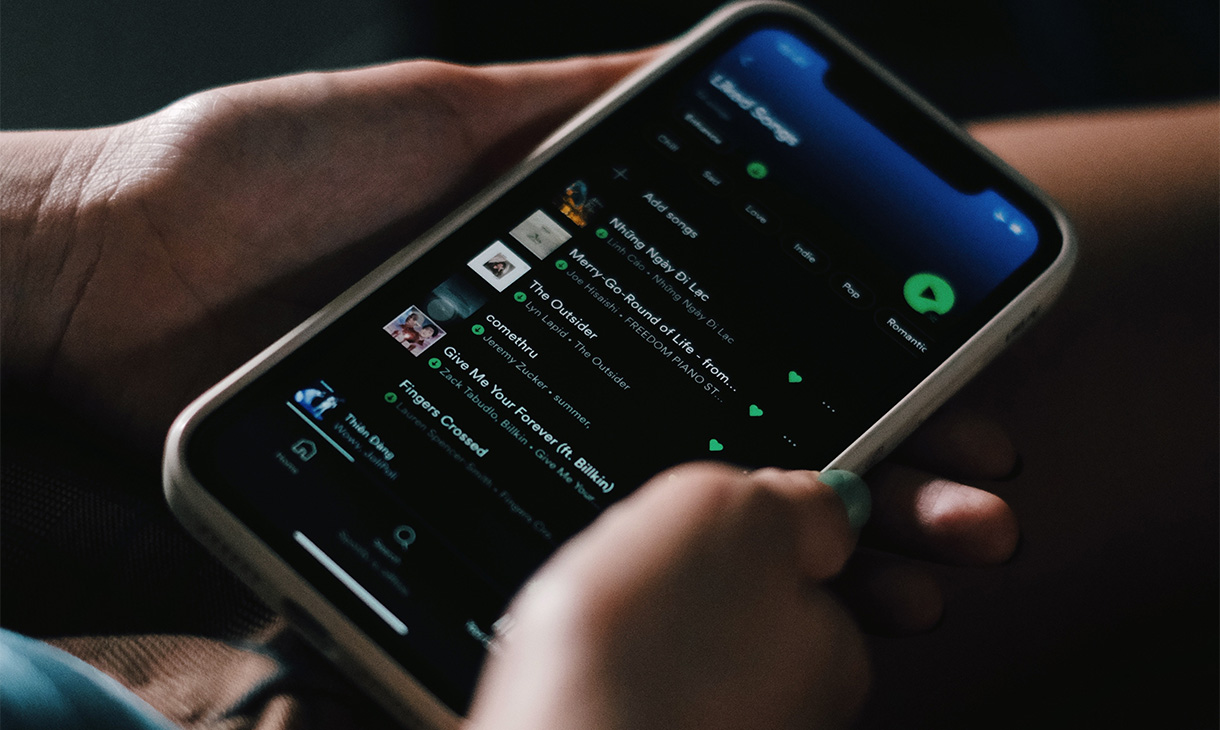 Liked Songs
Enhance
Chill
Sad
Love
Indie
Pop
Romantic
Add songs
Những Ngày Đi Lạc
Linh Cáo • Những Ngày Đi Lạc
Merry-Go-Round of Life - from...
Joe Hisaishi • FREEDOM PIANO ST...
The Outsider
Lyn Lapid • The Outsider
comethru
Jeremy Zucker • summer,
Give Me Your Forever (ft. Billkin)
Zack Tabudlo, Billkin • Give Me Your
Fingers Crossed
Lauren Spencer-Smith • Fingers Cro
Thiên Đàng
Wowy, JoliPoli
Home
Search